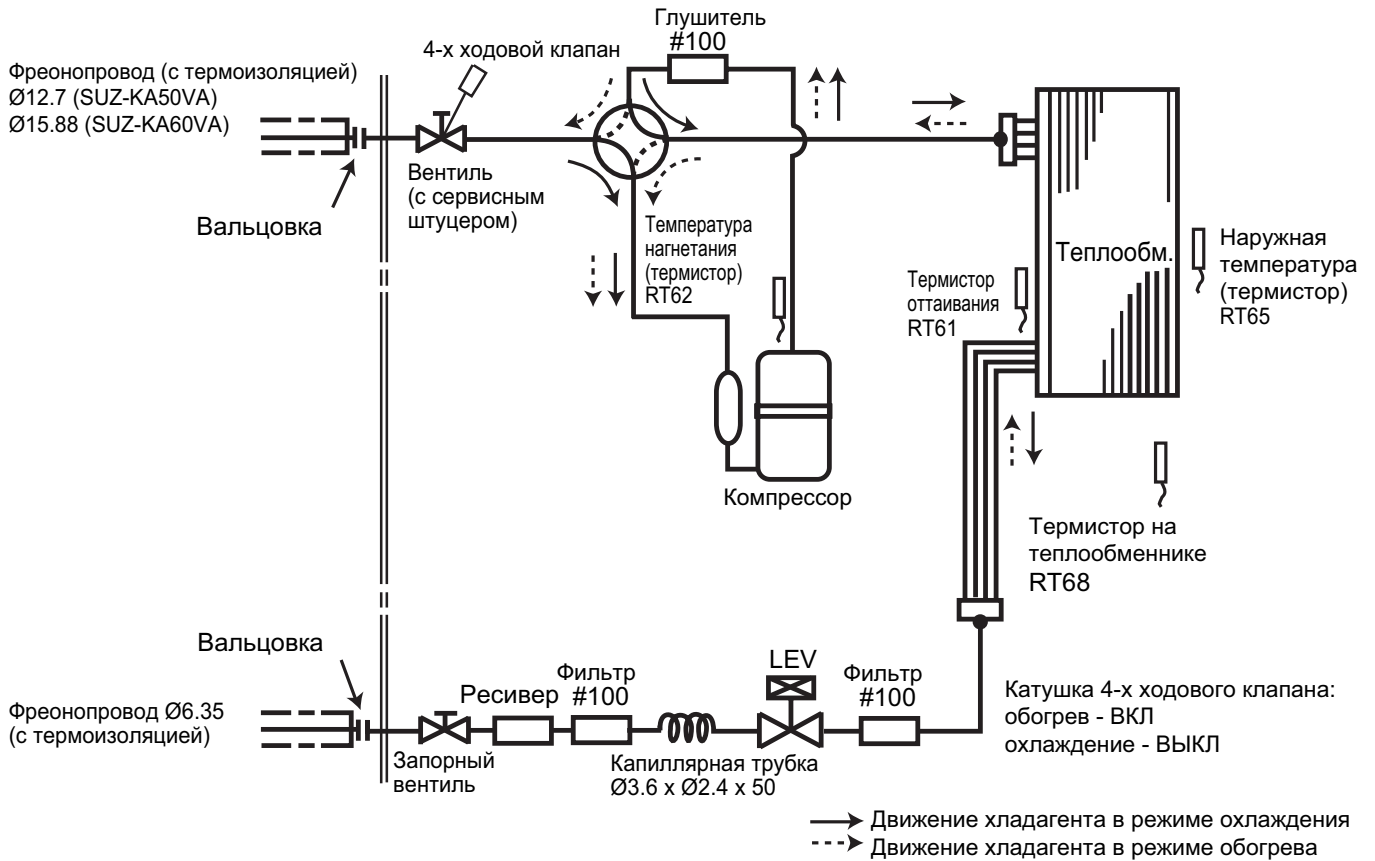 Глушитель
#100
4-х ходовой клапан
Фреонопровод (с термоизоляцией)
Ø12.7 (SUZ-KA50VA)
Ø15.88 (SUZ-KA60VA)
Вальцовка
Вентиль
(с сервисным
штуцером)
Температура
нагнетания
(термистор)
RT62
Компрессор
Термистор
оттаивания
RT61
Теплообм.
Наружная
температура
(термистор)
RT65
Термистор на
теплообменнике
RT68
Вальцовка
Фреонопровод Ø6.35
(с термоизоляцией)
Запорный
вентиль
Ресивер
Фильтр
#100
Капиллярная трубка
Ø3.6 x Ø2.4 x 50
LEV
Фильтр
#100
Катушка 4-х ходового клапана:
обогрев - ВКЛ
охлаждение - ВЫКЛ
Движение хладагента в режиме охлаждения
Движение хладагента в режиме обогрева